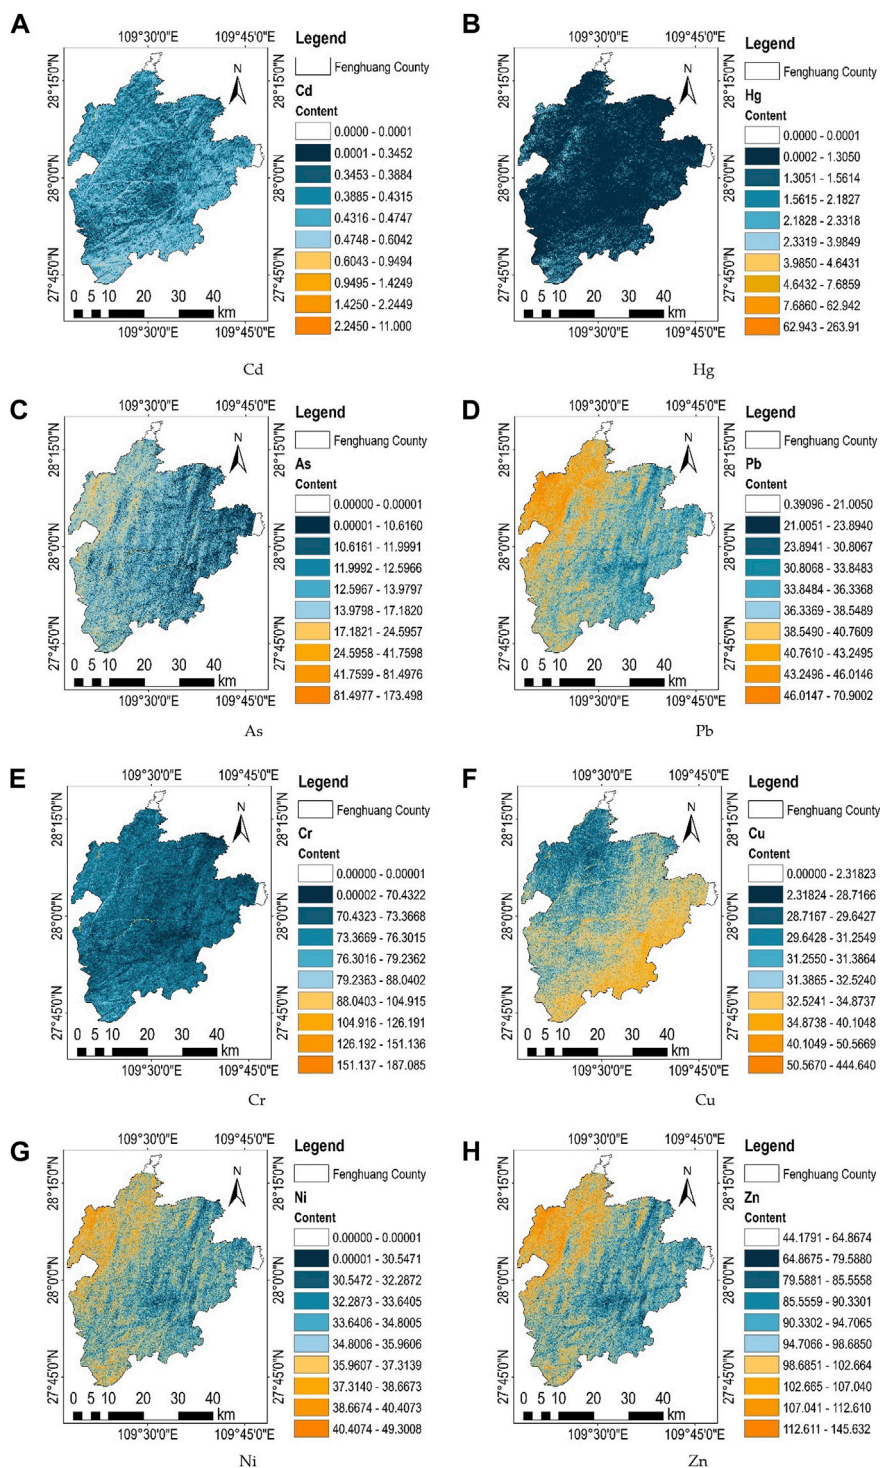 A
109°30'0"E 109°45'0"E
28°15'0"N
28°0'0"N
27°45'0"N
N
0 5 10 20 30 40
km
109°30'0"E 109°45'0"E
Legend
Fenghuang County
Cd
Content
0.0000 - 0.0001
0.0001 - 0.3452
0.3453 - 0.3884
0.3885 - 0.4315
0.4316 - 0.4747
0.4748 - 0.6042
0.6043 - 0.9494
0.9495 - 1.4249
1.4250 - 2.2449
2.2450 - 11.000
Cd
B
109°30'0"E 109°45'0"E
28°15'0"N
28°0'0"N
27°45'0"N
N
0 5 10 20 30 40
km
109°30'0"E 109°45'0"E
Legend
Fenghuang County
Hg
Content
0.0000 - 0.0001
0.0002 - 1.3050
1.3051 - 1.5614
1.5615 - 2.1827
2.1828 - 2.3318
2.3319 - 3.9849
3.9850 - 4.6431
4.6432 - 7.6859
7.6860 - 62.942
62.943 - 263.91
Hg
C
109°30'0"E 109°45'0"E
28°15'0"N
28°0'0"N
27°45'0"N
N
0 5 10 20 30 40
km
109°30'0"E 109°45'0"E
Legend
Fenghuang County
As
Content
0.00000 - 0.00001
0.00001 - 10.6160
10.6161 - 11.9991
11.9992 - 12.5966
12.5967 - 13.9797
13.9798 - 17.1820
17.1821 - 24.5957
24.5958 - 41.7598
41.7599 - 81.4976
81.4977 - 173.498
As
D
109°30'0"E 109°45'0"E
28°15'0"N
28°0'0"N
27°45'0"N
N
0 5 10 20 30 40
km
109°30'0"E 109°45'0"E
Legend
Fenghuang County
Pb
Content
0.39096 - 21.0050
21.0051 - 23.8940
23.8941 - 30.8067
30.8068 - 33.8483
33.8484 - 36.3368
36.3369 - 38.5489
38.5490 - 40.7609
40.7610 - 43.2495
43.2496 - 46.0146
46.0147 - 70.9002
Pb
E
109°30'0"E 109°45'0"E
28°15'0"N
28°0'0"N
27°45'0"N
N
0 5 10 20 30 40
km
109°30'0"E 109°45'0"E
Legend
Fenghuang County
Cr
Content
0.00000 - 0.00001
0.00002 - 70.4322
70.4323 - 73.3668
73.3669 - 76.3015
76.3016 - 79.2362
79.2363 - 88.0402
88.0403 - 104.915
104.916 - 126.191
126.192 - 151.136
151.137 - 187.085
Cr
F
109°30'0"E 109°45'0"E
28°15'0"N
28°0'0"N
27°45'0"N
N
0 5 10 20 30 40
km
109°30'0"E 109°45'0"E
Legend
Fenghuang County
Cu
Content
0.00000 - 2.31823
2.31824 - 28.7166
28.7167 - 29.6427
29.6428 - 31.2549
31.2550 - 31.3864
31.3865 - 32.5240
32.5241 - 34.8737
34.8738 - 40.1048
40.1049 - 50.5669
50.5670 - 444.640
Cu
G
109°30'0"E 109°45'0"E
28°15'0"N
28°0'0"N
27°45'0"N
N
0 5 10 20 30 40
km
109°30'0"E 109°45'0"E
Legend
Fenghuang County
Ni
Content
0.00000 - 0.00001
0.00001 - 30.5471
30.5472 - 32.2872
32.2873 - 33.6405
33.6406 - 34.8005
34.8006 - 35.9606
35.9607 - 37.3139
37.3140 - 38.6673
38.6674 - 40.4073
40.4074 - 49.3008
Ni
H
109°30'0"E 109°45'0"E
28°15'0"N
28°0'0"N
27°45'0"N
N
0 5 10 20 30 40
km
109°30'0"E 109°45'0"E
Legend
Fenghuang County
Zn
Content
44.1791 - 64.8674
64.8675 - 79.5880
79.5881 - 85.5558
85.5559 - 90.3301
90.3302 - 94.7065
94.7066 - 98.6850
98.6851 - 102.664
102.665 - 107.040
107.041 - 112.610
112.611 - 145.632
Zn